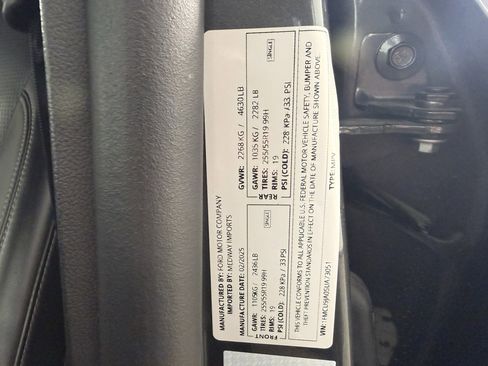 MANUFACTURED BY: FORD MOTOR COMPANY
IMPORTED BY: MEDWAY IMPORTS
MANUFACTURE DATE: 02/2025
GVWR: 2268 KG / 4630 LB
FRONT
GAWR: 1105KG / 2436 LB
TIRES: 255/55R19 99H
RIMS: 19
PSI (COLD): 228 KPa / 33 PSI
SINGLE
REAR
GAWR: 1035 KG / 2282 LB
TIRES: 255/55R19 99H
RIMS: 19
PSI (COLD): 228 KPa / 33 PSI
SINGLE
THIS VEHICLE CONFORMS TO ALL APPLICABLE U.S. FEDERAL MOTOR VEHICLE SAFETY, BUMPER AND
THEFT PREVENTION STANDARDS IN EFFECT ON THE DATE OF MANUFACTURE SHOWN ABOVE.
TYPE: MPV